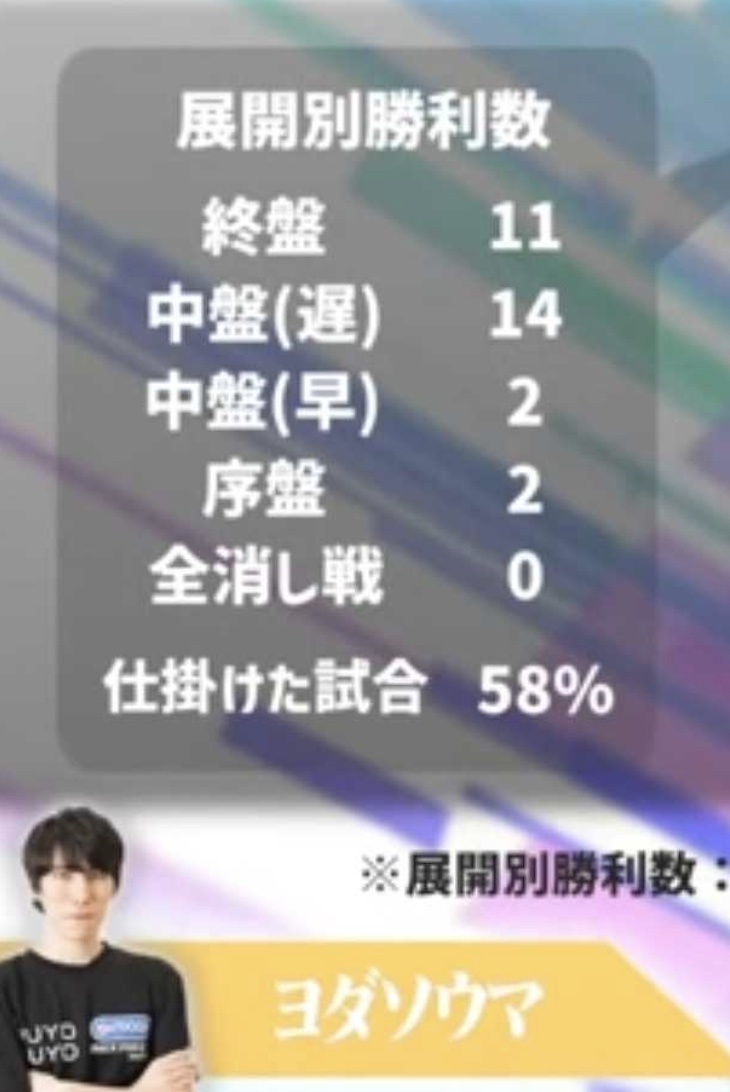 展開別勝利数
終盤 11
中盤(遅) 14
中盤(早) 2
序盤 2
全消し戦 0
仕掛けた試合 58%
※展開別勝利数：
ヨダソウマ